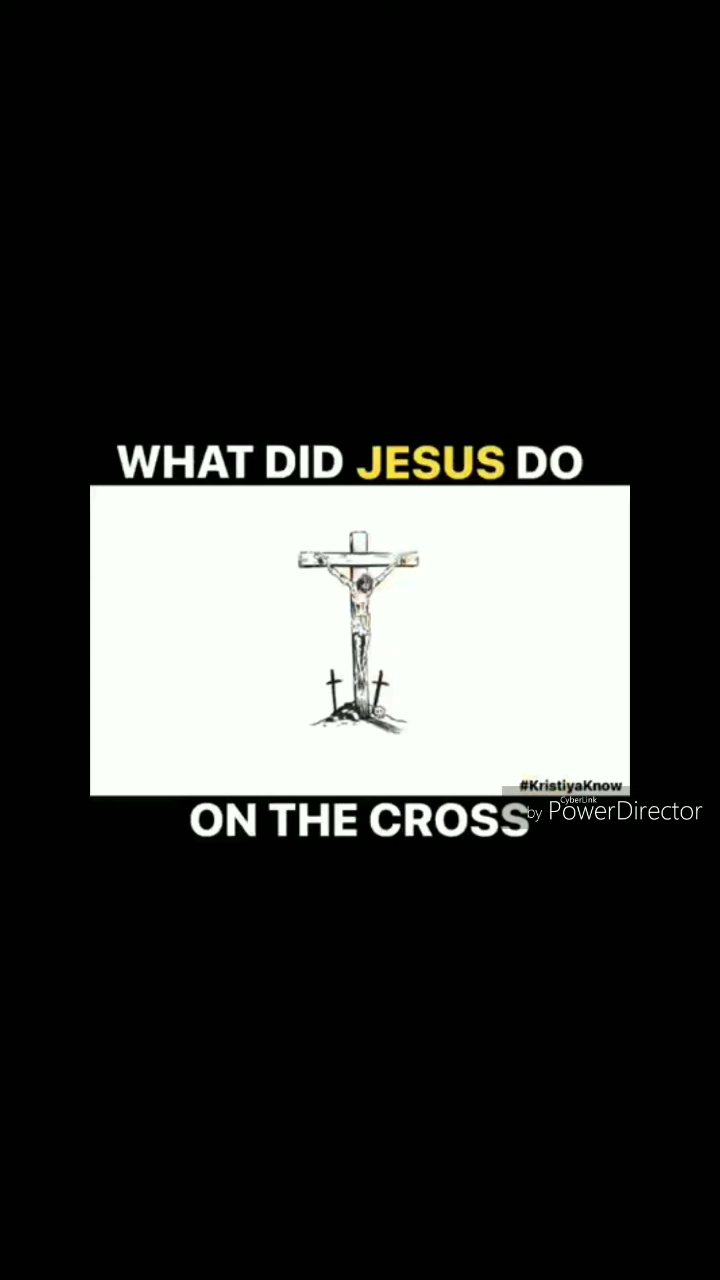 WHAT DID JESUS DO
#KristiyaKnow
CyberLink
by PowerDirector
ON THE CROSS